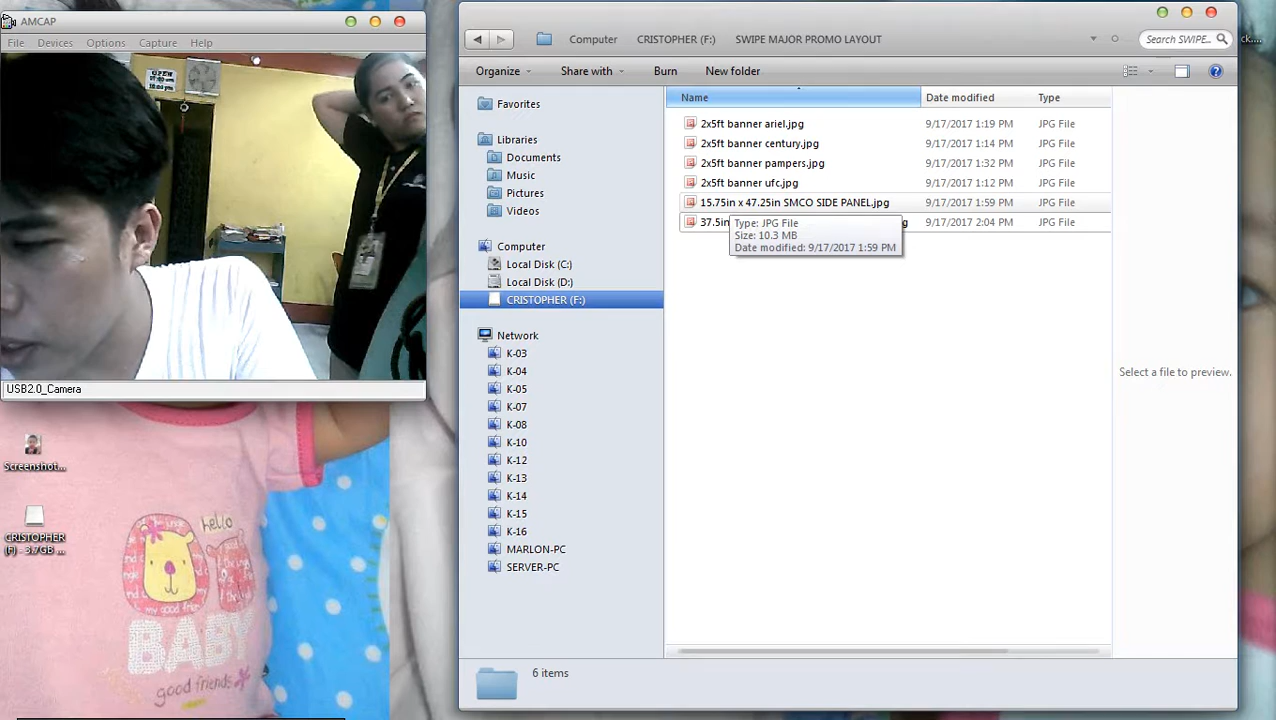 AMCAP
File Devices Options Capture Help
OPEN
USB2.0_Camera
Screenshot...
CRISTOPHER
(F) - 3.7GB ...
hello
BABY
good friends
Computer CRISTOPHER (F:) SWIPE MAJOR PROMO LAYOUT
Search SWIPE...
Organize Share with Burn New folder
Favorites
Libraries
Documents
Music
Pictures
Videos
Computer
Local Disk (C:)
Local Disk (D:)
CRISTOPHER (F:)
Network
K-03
K-04
K-05
K-07
K-08
K-10
K-12
K-13
K-14
K-15
K-16
MARLON-PC
SERVER-PC
Name Date modified Type
2x5ft banner ariel.jpg 9/17/2017 1:19 PM JPG File
2x5ft banner century.jpg 9/17/2017 1:14 PM JPG File
2x5ft banner pampers.jpg 9/17/2017 1:32 PM JPG File
2x5ft banner ufc.jpg 9/17/2017 1:12 PM JPG File
15.75in x 47.25in SMCO SIDE PANEL.jpg 9/17/2017 1:59 PM JPG File
37.5in 9/17/2017 2:04 PM JPG File
Type: JPG File
Size: 10.3 MB
Date modified: 9/17/2017 1:59 PM
Select a file to preview.
6 items